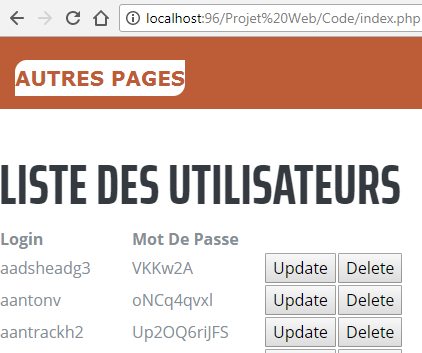 localhost:96/Projet%20Web/Code/index.php
AUTRES PAGES
LISTE DES UTILISATEURS
Login Mot De Passe
aadsheadg3 VKKw2A Update Delete
aantonv oNCq4qvxl Update Delete
aantrackh2 Up2OQ6riJFS Update Delete